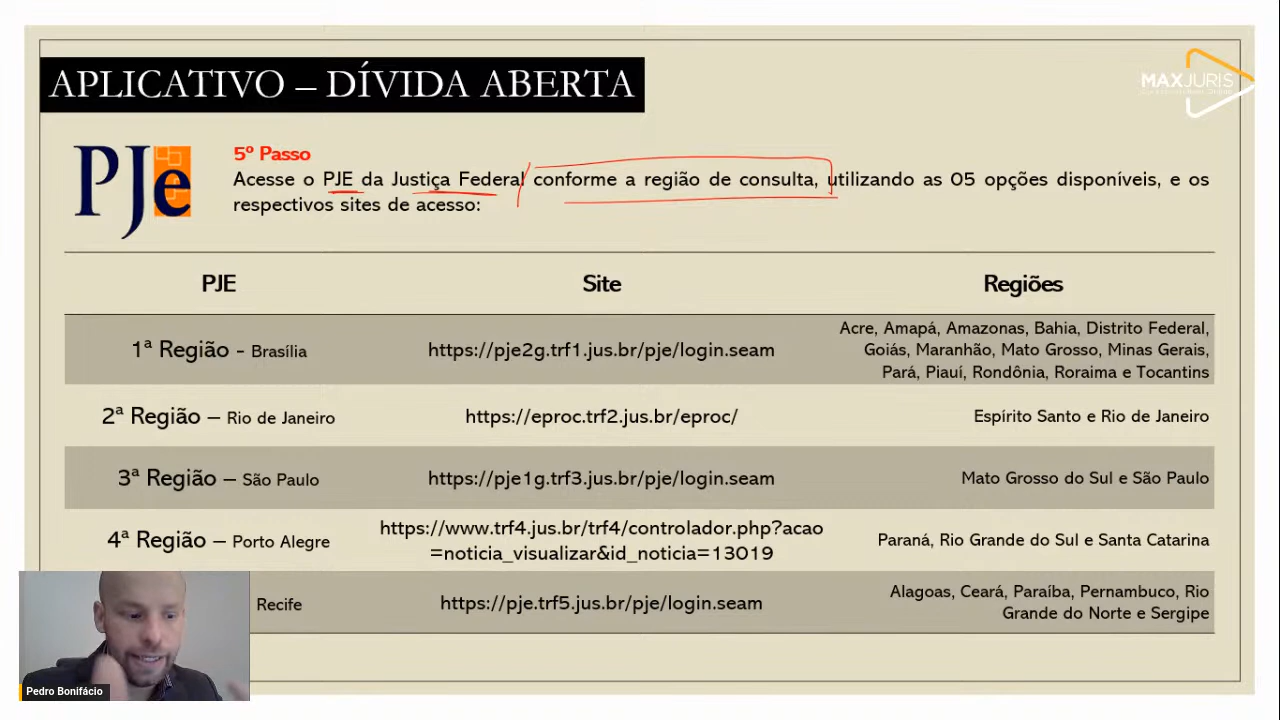 APLICATIVO – DÍVIDA ABERTA
MAXJURIS
PJe
5º Passo
Acesse o PJE da Justiça Federal conforme a região de consulta, utilizando as 05 opções disponíveis, e os
respectivos sites de acesso:
PJE Site Regiões
1ª Região - Brasília https://pje2g.trf1.jus.br/pje/login.seam Acre, Amapá, Amazonas, Bahia, Distrito Federal,
Goiás, Maranhão, Mato Grosso, Minas Gerais,
Pará, Piauí, Rondônia, Roraima e Tocantins
2ª Região – Rio de Janeiro https://eproc.trf2.jus.br/eproc/ Espírito Santo e Rio de Janeiro
3ª Região – São Paulo https://pje1g.trf3.jus.br/pje/login.seam Mato Grosso do Sul e São Paulo
4ª Região – Porto Alegre https://www.trf4.jus.br/trf4/controlador.php?acao
=noticia_visualizar&id_noticia=13019 Paraná, Rio Grande do Sul e Santa Catarina
Recife https://pje.trf5.jus.br/pje/login.seam Alagoas, Ceará, Paraíba, Pernambuco, Rio
Grande do Norte e Sergipe
Pedro Bonifácio